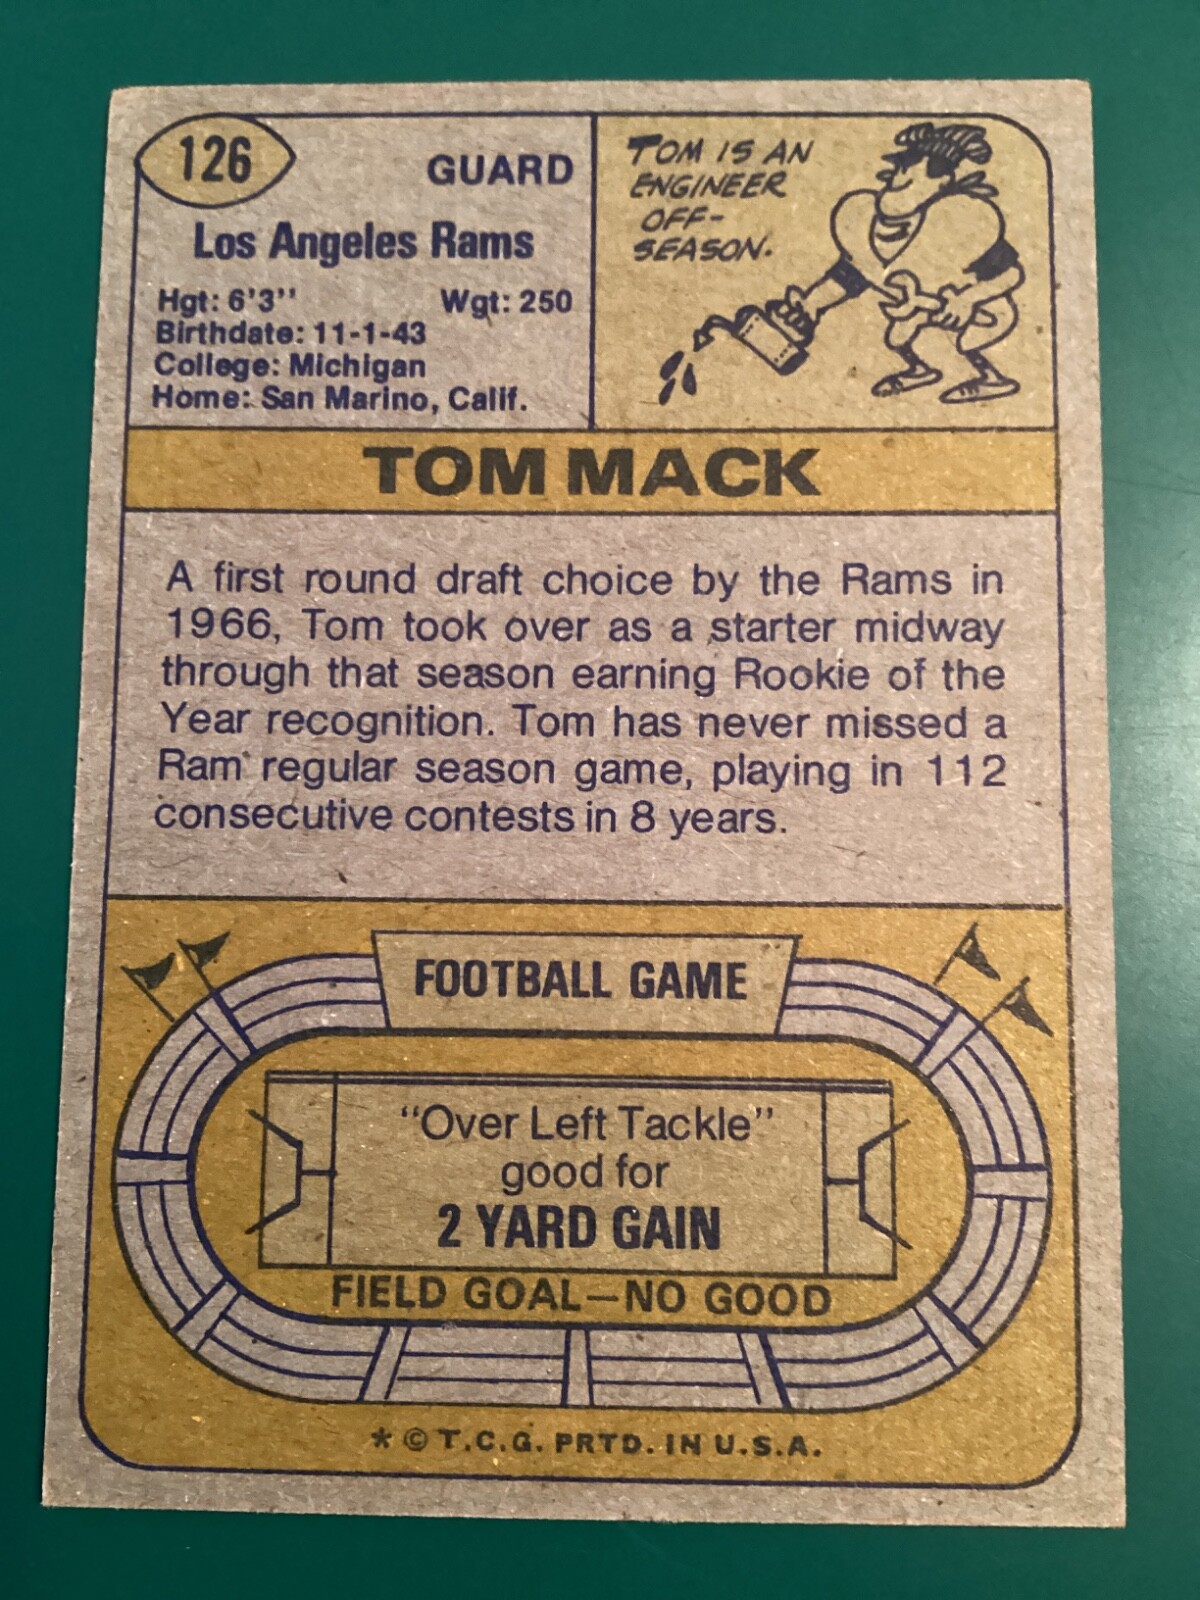 126
GUARD
Los Angeles Rams
Hgt: 6'3'' Wgt: 250
Birthdate: 11-1-43
College: Michigan
Home: San Marino, Calif.
TOM IS AN
ENGINEER
OFF-
SEASON.
TOM MACK
A first round draft choice by the Rams in
1966, Tom took over as a starter midway
through that season earning Rookie of the
Year recognition. Tom has never missed a
Ram regular season game, playing in 112
consecutive contests in 8 years.
FOOTBALL GAME
"Over Left Tackle"
good for
2 YARD GAIN
FIELD GOAL—NO GOOD
* © T.C.G. PRTD. IN U.S.A.